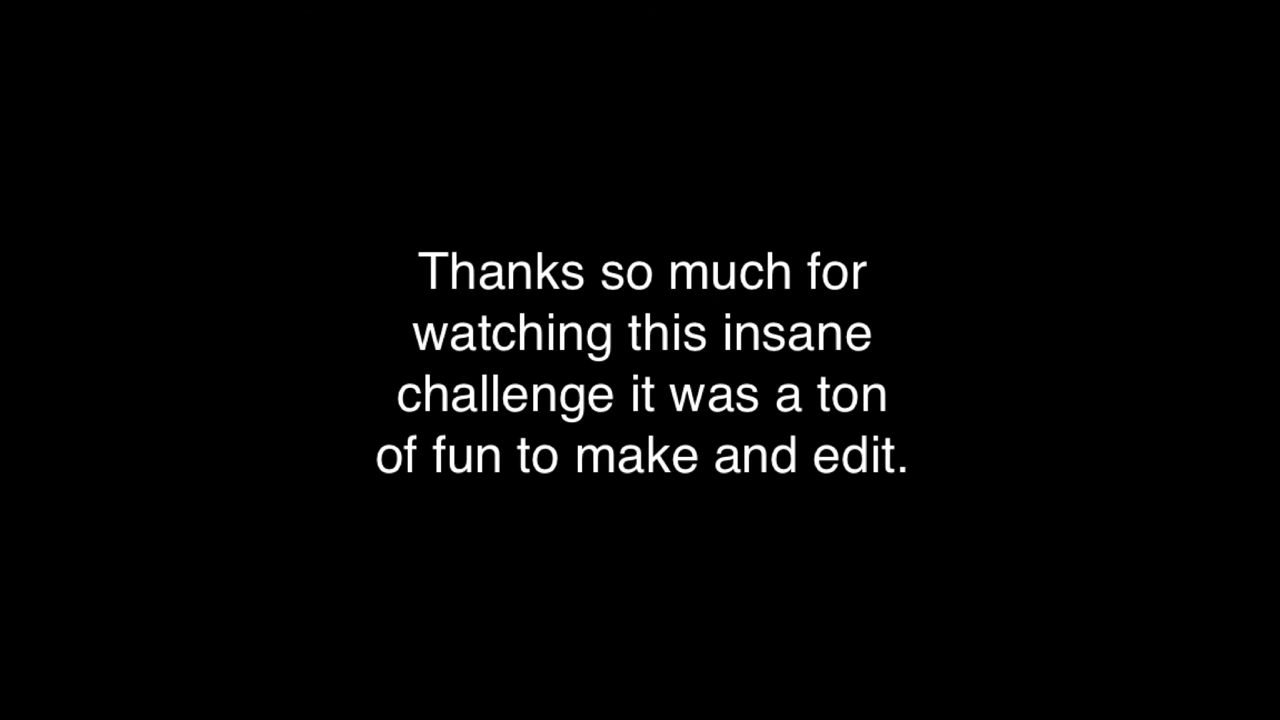 Thanks so much for
watching this insane
challenge it was a ton
of fun to make and edit.